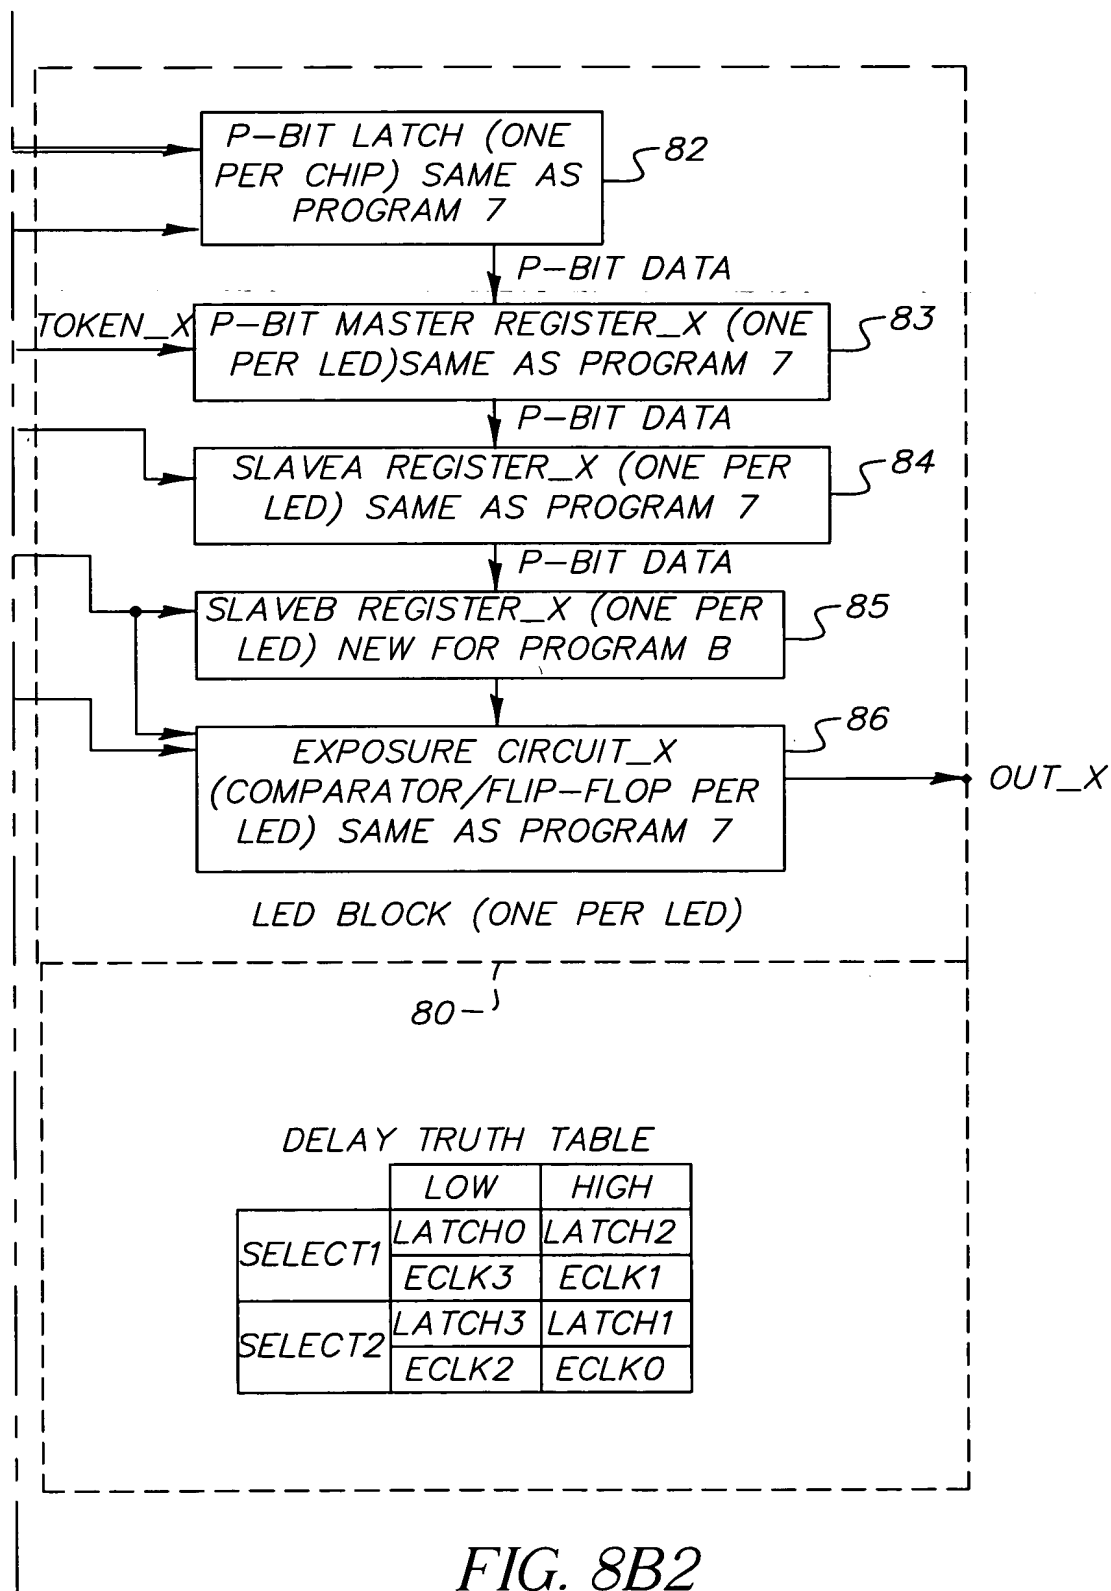 P-BIT LATCH (ONE
PER CHIP) SAME AS
PROGRAM 7
82
P-BIT DATA
TOKEN_X
P-BIT MASTER REGISTER_X (ONE
PER LED)SAME AS PROGRAM 7
83
P-BIT DATA
SLAVEA REGISTER_X (ONE PER
LED) SAME AS PROGRAM 7
84
P-BIT DATA
SLAVEB REGISTER_X (ONE PER
LED) NEW FOR PROGRAM B
85
EXPOSURE CIRCUIT_X
(COMPARATOR/FLIP-FLOP PER
LED) SAME AS PROGRAM 7
86
OUT_X
LED BLOCK (ONE PER LED)
80
DELAY TRUTH TABLE
LOW HIGH
SELECT1
LATCH0 LATCH2
ECLK3 ECLK1
SELECT2
LATCH3 LATCH1
ECLK2 ECLK0
FIG. 8B2